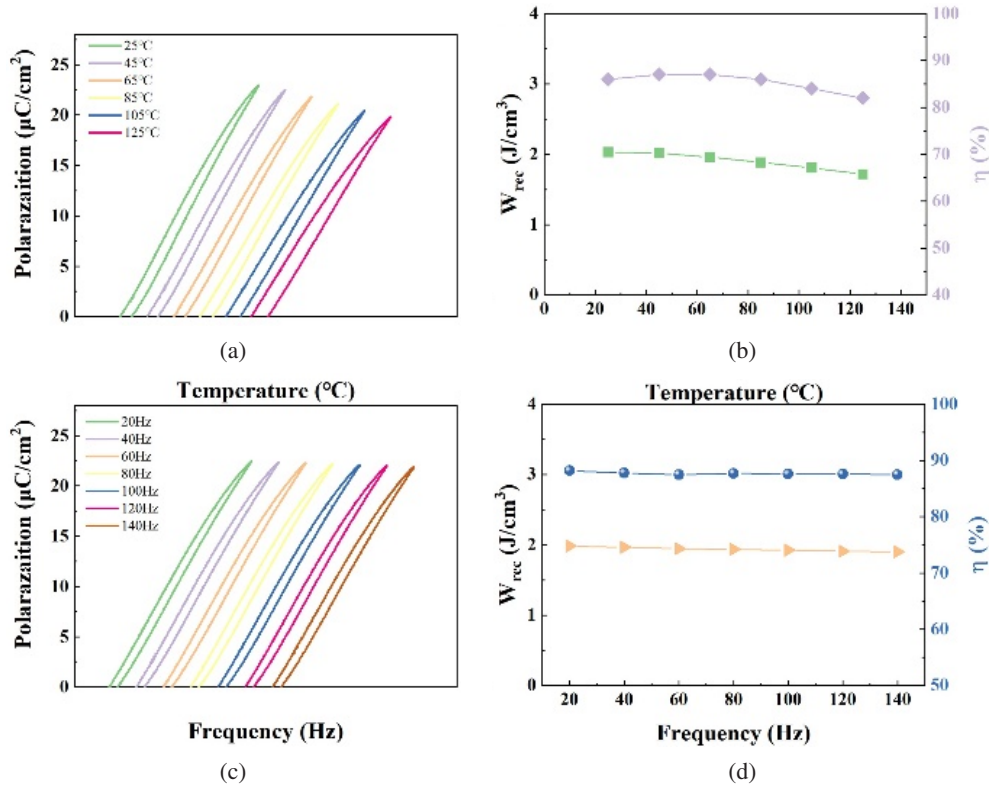 Polarazaition (μC/cm²)
25
20
15
10
5
0
25℃
45℃
65℃
85℃
105℃
125℃
(a)
W_rec (J/cm³)
4
3
2
1
0
0 20 40 60 80 100 120 140
100
90
80
70
60
50
40
η (%)
(b)
Temperature (℃)
Polarazaition (μC/cm²)
25
20
15
10
5
0
20Hz
40Hz
60Hz
80Hz
100Hz
120Hz
140Hz
Frequency (Hz)
(c)
Temperature (℃)
W_rec (J/cm³)
4
3
2
1
0
20 40 60 80 100 120 140
100
90
80
70
60
50
η (%)
Frequency (Hz)
(d)